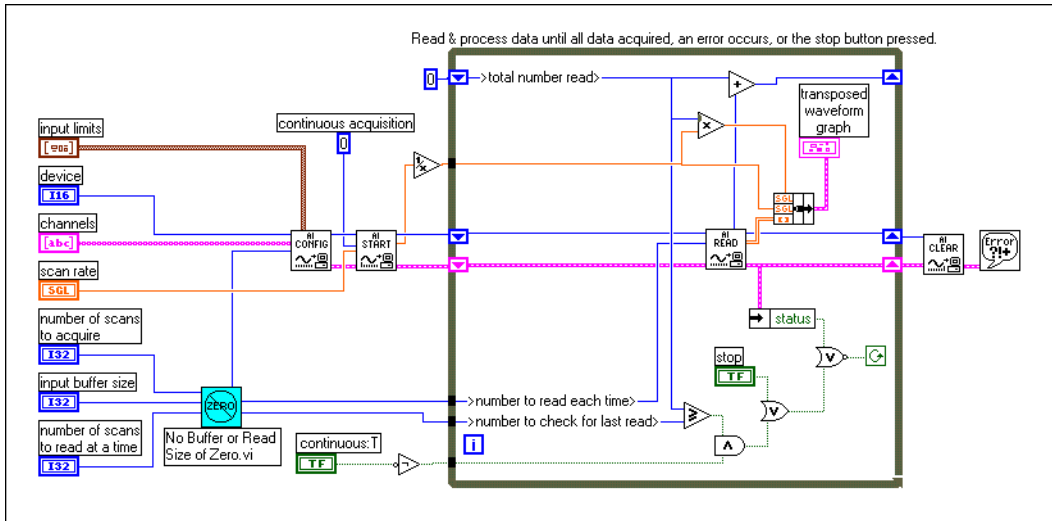 Read & process data until all data acquired, an error occurs, or the stop button pressed.
0
>total number read>
+
transposed
waveform
graph
input limits
continuous acquisition
0
x
1/x
device
I16
channels
[abc]
AI
CONFIG
AI
START
SGL
SGL
[ ]
AI
READ
AI
CLEAR
Error
?!+
scan rate
SGL
number of scans
to acquire
I32
status
V
stop
TF
input buffer size
I32
ZERO
>number to read each time>
V
≥
number of scans
to read at a time
I32
No Buffer or Read
Size of Zero.vi
>number to check for last read>
i
continuous:T
TF
¬
Λ